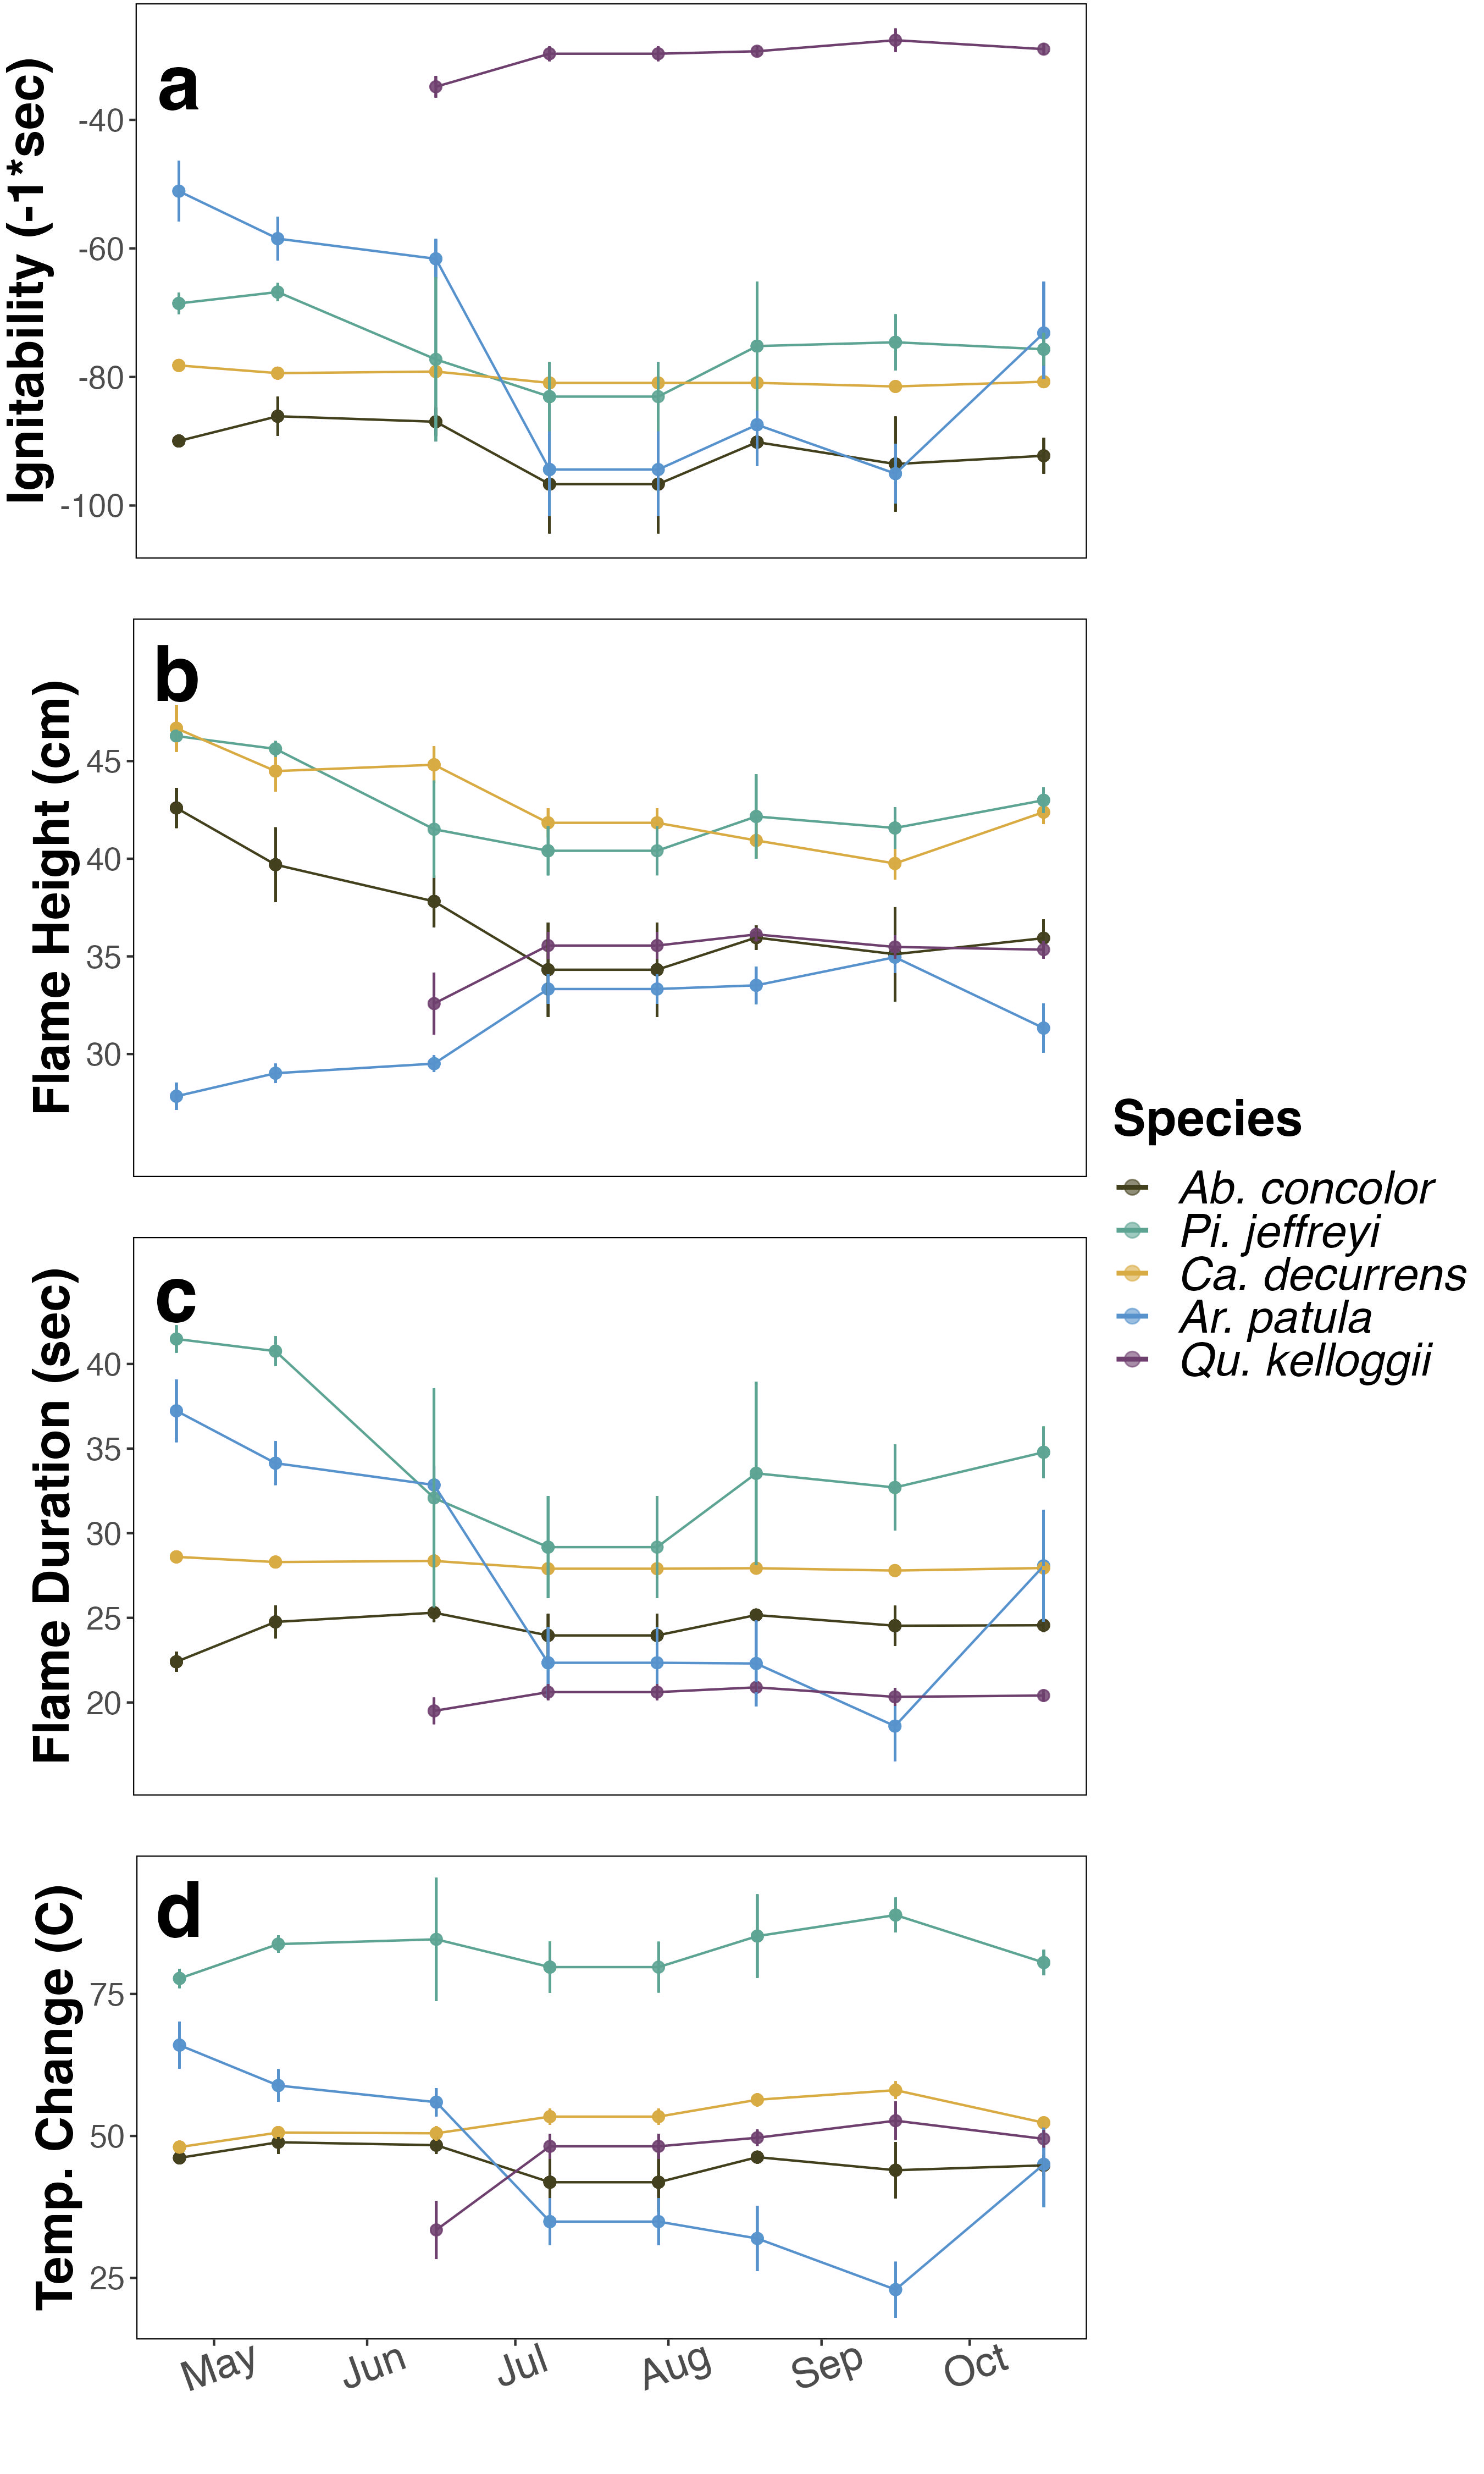 a
Ignitability (-1*sec)
-40
-60
-80
-100
b
Flame Height (cm)
45
40
35
30
c
Flame Duration (sec)
40
35
30
25
20
d
Temp. Change (C)
75
50
25
May Jun Jul Aug Sep Oct
Species
Ab. concolor
Pi. jeffreyi
Ca. decurrens
Ar. patula
Qu. kelloggii